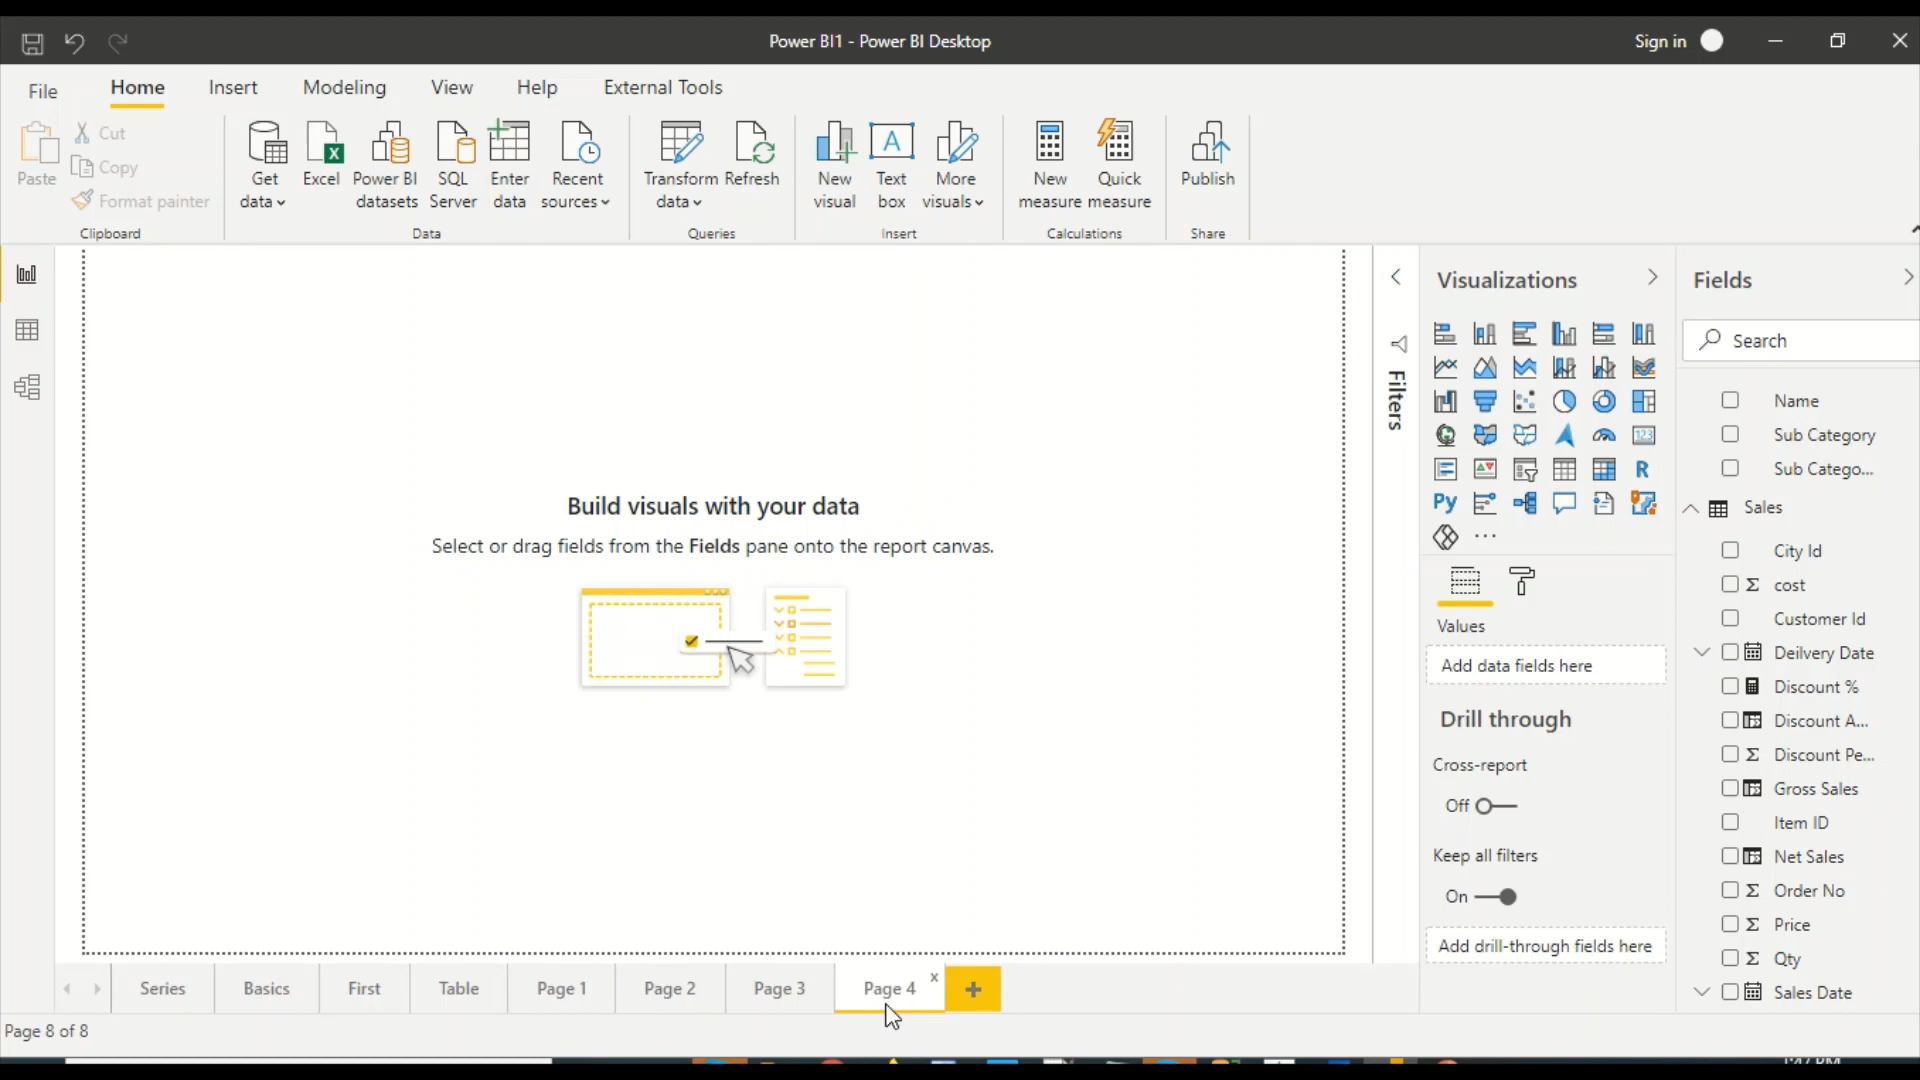 Power BI1 - Power BI Desktop
Sign in
File
Home
Insert
Modeling
View
Help
External Tools
Paste
Cut
Copy
Format painter
Clipboard
Get data
Excel
Power BI datasets
SQL Server
Enter data
Recent sources
Data
Transform data
Refresh
Queries
New visual
Text box
More visuals
Insert
New measure
Quick measure
Calculations
Publish
Share
Build visuals with your data
Select or drag fields from the Fields pane onto the report canvas.
Filters
Visualizations
123
R
Py
Values
Add data fields here
Drill through
Cross-report
Off
Keep all filters
On
Add drill-through fields here
Fields
Search
Name
Sub Category
Sub Catego...
Sales
City Id
Σ cost
Customer Id
Deilvery Date
Discount %
Discount A...
Σ Discount Pe...
Gross Sales
Item ID
Net Sales
Σ Order No
Σ Price
Σ Qty
Sales Date
Series
Basics
First
Table
Page 1
Page 2
Page 3
Page 4
x
+
Page 8 of 8